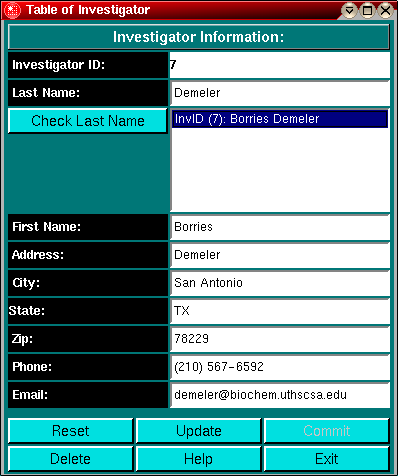 Table of Investigator
Investigator Information:
Investigator ID: 7
Last Name: Demeler
Check Last Name InvID (7): Borries Demeler
First Name: Borries
Address: Demeler
City: San Antonio
State: TX
Zip: 78229
Phone: (210) 567-6592
Email: demeler@biochem.uthscsa.edu
Reset Update Commit
Delete Help Exit